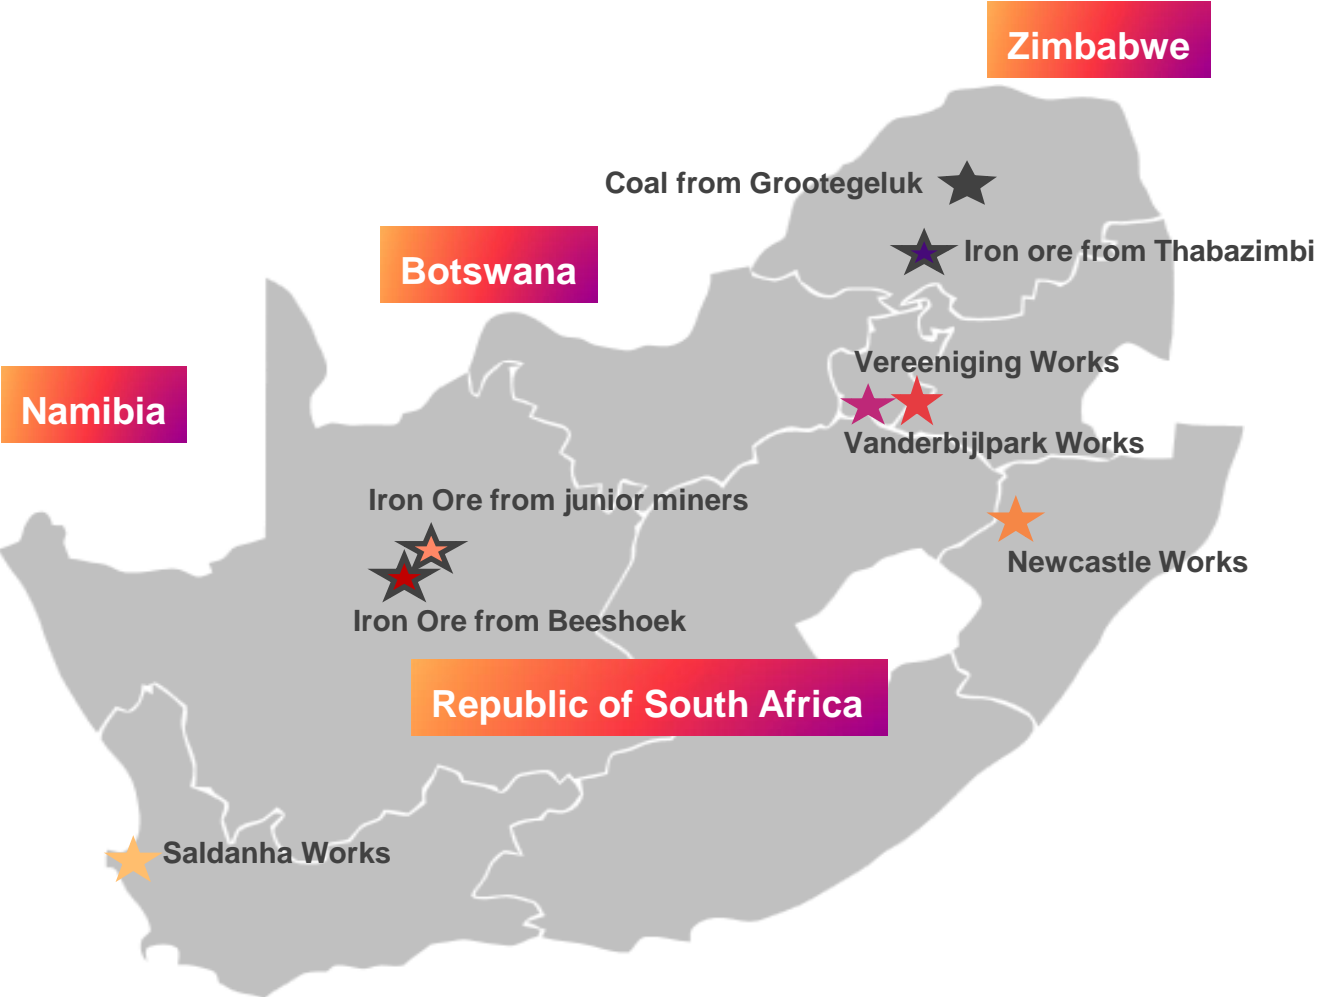 Zimbabwe
Coal from Grootegeluk
Iron ore from Thabazimbi
Botswana
Vereeniging Works
Namibia
Vanderbijlpark Works
Iron Ore from junior miners
Newcastle Works
Iron Ore from Beeshoek
Republic of South Africa
Saldanha Works